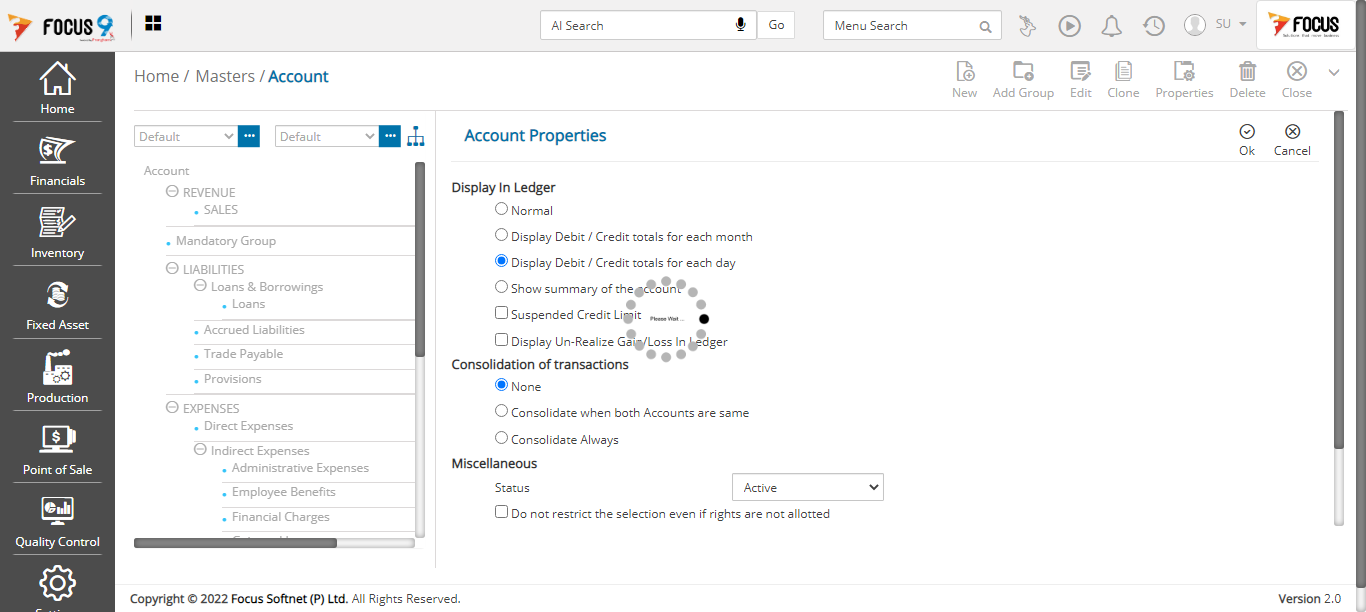 FOCUS 9
AI Search
Go
Menu Search
SU
FOCUS
Home / Masters / Account
New
Add Group
Edit
Clone
Properties
Delete
Close
Home
Financials
Inventory
Fixed Asset
Production
Point of Sale
Quality Control
Default
Default
Account
REVENUE
SALES
Mandatory Group
LIABILITIES
Loans & Borrowings
Loans
Accrued Liabilities
Trade Payable
Provisions
EXPENSES
Direct Expenses
Indirect Expenses
Administrative Expenses
Employee Benefits
Financial Charges
Account Properties
Ok
Cancel
Display In Ledger
Normal
Display Debit / Credit totals for each month
Display Debit / Credit totals for each day
Show summary of the account
Suspended Credit Limit
Please Wait ...
Display Un-Realize Gain/Loss In Ledger
Consolidation of transactions
None
Consolidate when both Accounts are same
Consolidate Always
Miscellaneous
Status
Active
Do not restrict the selection even if rights are not allotted
Copyright © 2022 Focus Softnet (P) Ltd. All Rights Reserved.
Version 2.0